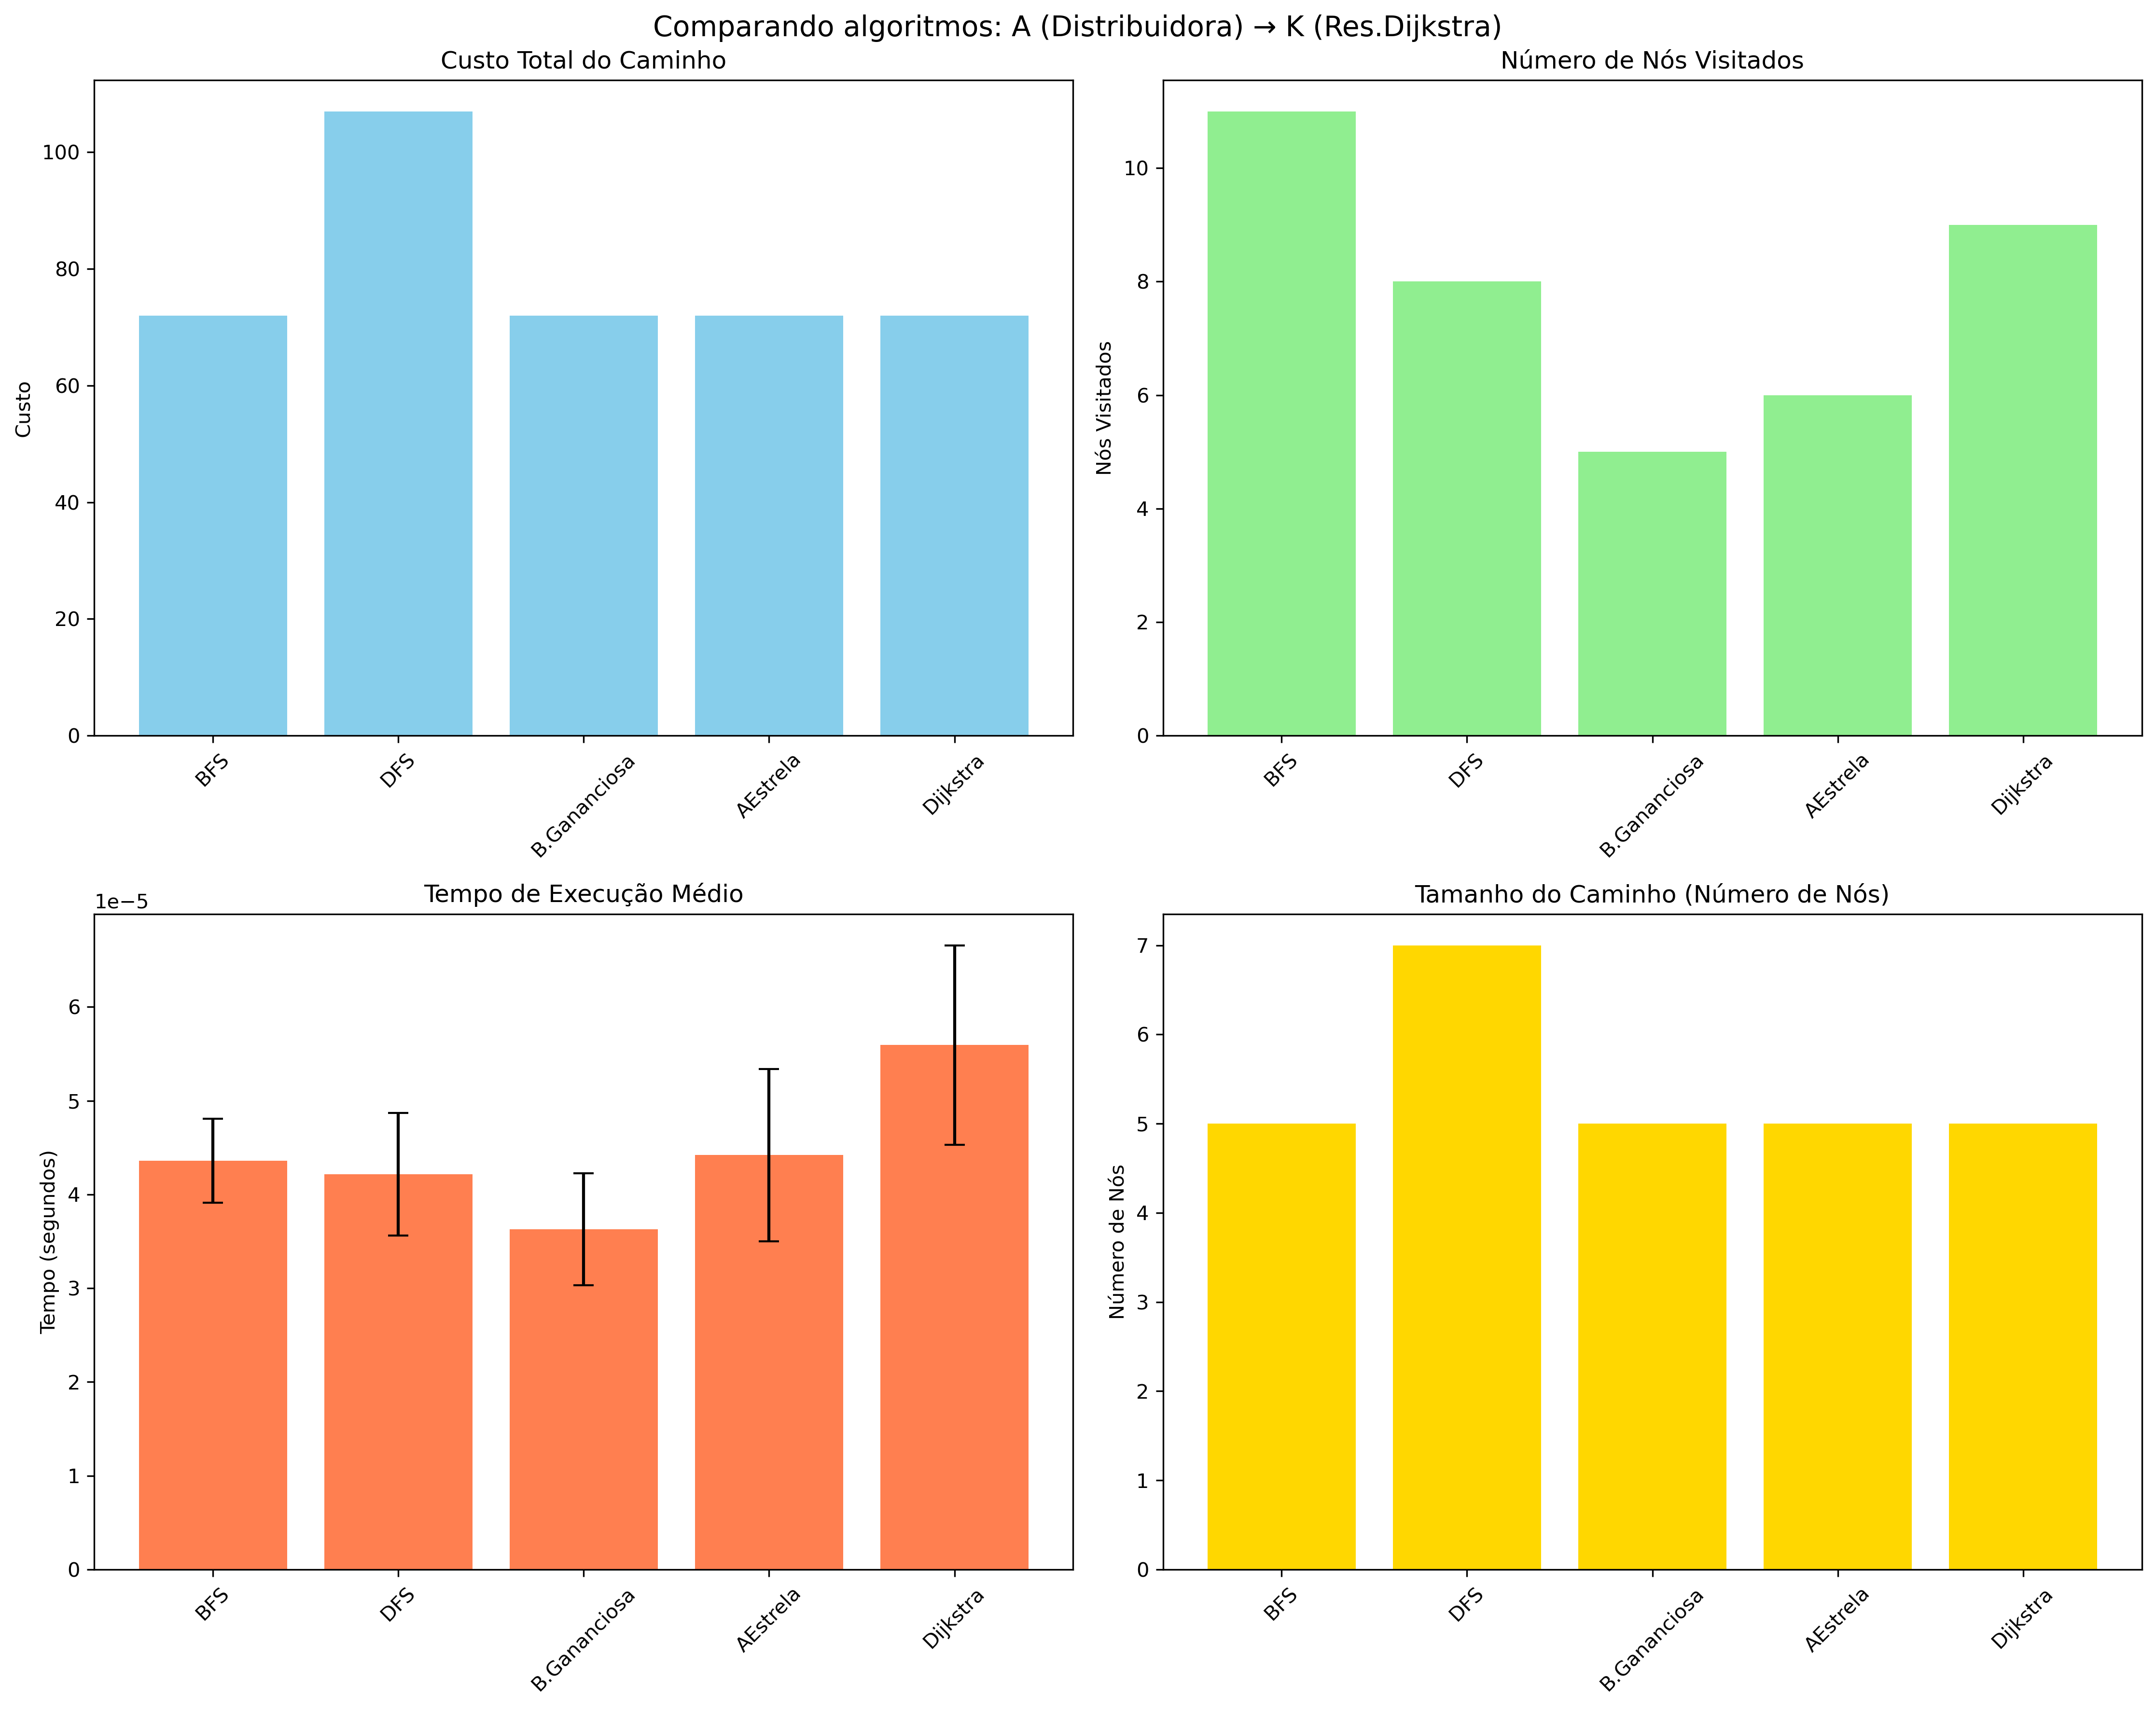 Comparando algoritmos: A (Distribuidora) → K (Res.Dijkstra)
Custo Total do Caminho
Custo
100
80
60
40
20
0
BFS
DFS
B.Gananciosa
AEstrela
Dijkstra
Número de Nós Visitados
Nós Visitados
10
8
6
4
2
0
BFS
DFS
B.Gananciosa
AEstrela
Dijkstra
Tempo de Execução Médio
1e−5
Tempo (segundos)
6
5
4
3
2
1
0
BFS
DFS
B.Gananciosa
AEstrela
Dijkstra
Tamanho do Caminho (Número de Nós)
Número de Nós
7
6
5
4
3
2
1
0
BFS
DFS
B.Gananciosa
AEstrela
Dijkstra